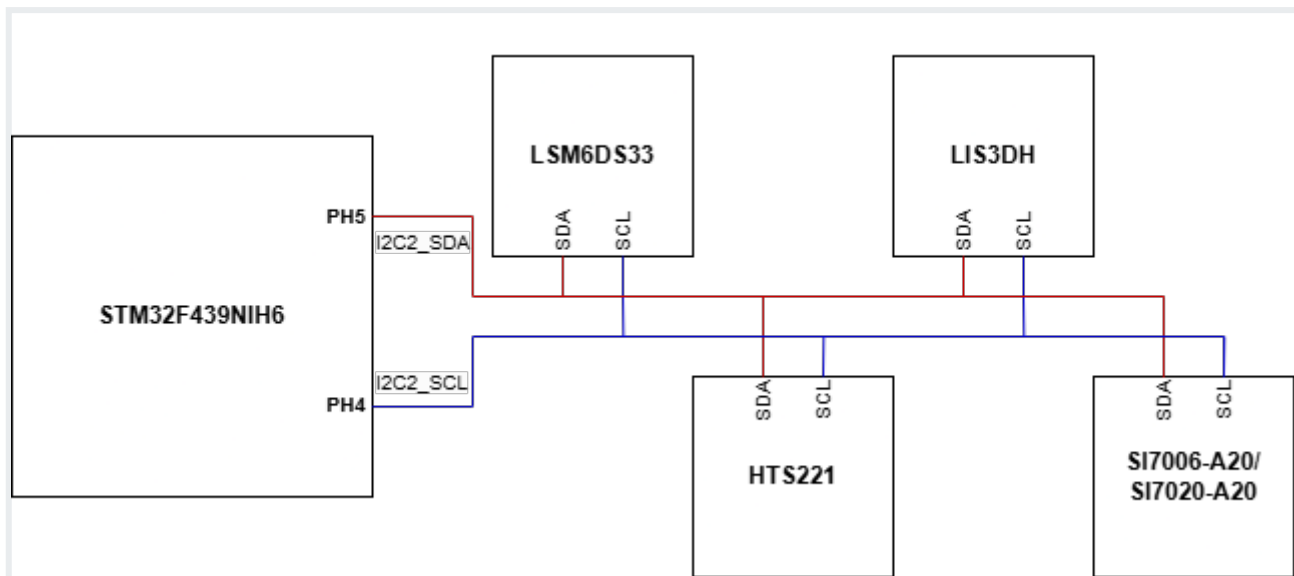 LSM6DS33
SDA
SCL
LIS3DH
SDA
SCL
STM32F439NIH6
PH5
I2C2_SDA
I2C2_SCL
PH4
SDA
SCL
HTS221
SDA
SCL
SI7006-A20/
SI7020-A20